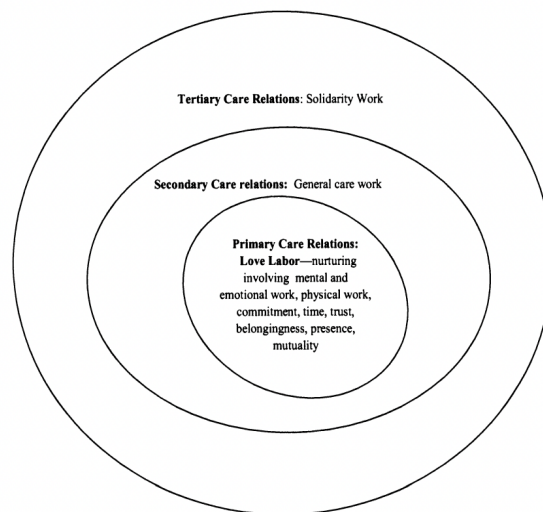 Tertiary Care Relations: Solidarity Work
Secondary Care relations: General care work
Primary Care Relations:
Love Labor—nurturing
involving mental and
emotional work, physical work,
commitment, time, trust,
belongingness, presence,
mutuality